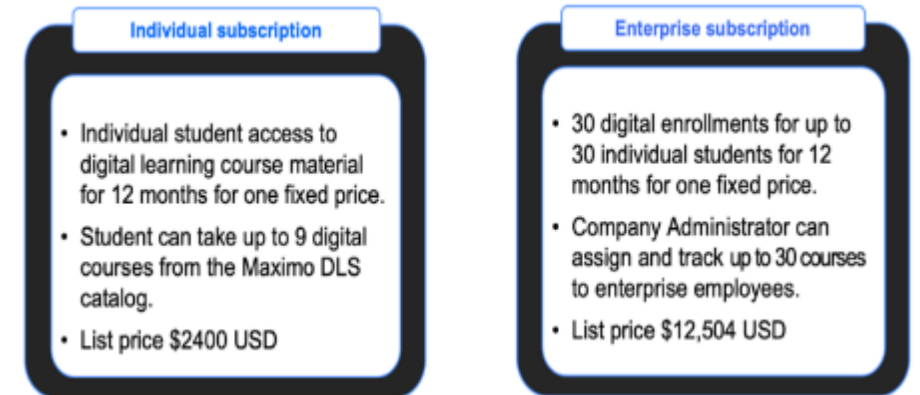 Individual subscription
• Individual student access to
digital learning course material
for 12 months for one fixed price.
• Student can take up to 9 digital
courses from the Maximo DLS
catalog.
• List price $2400 USD
Enterprise subscription
• 30 digital enrollments for up to
30 individual students for 12
months for one fixed price.
• Company Administrator can
assign and track up to 30 courses
to enterprise employees.
• List price $12,504 USD